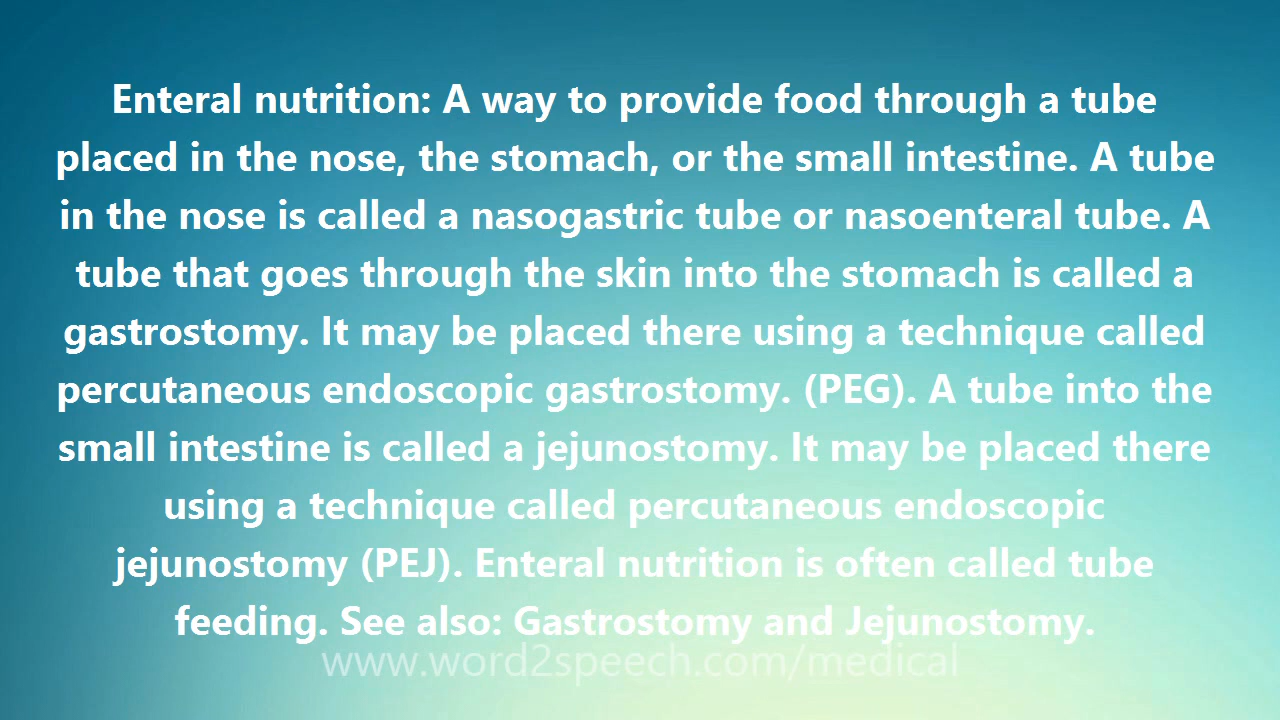 Enteral nutrition: A way to provide food through a tube
placed in the nose, the stomach, or the small intestine. A tube
in the nose is called a nasogastric tube or nasoenteral tube. A
tube that goes through the skin into the stomach is called a
gastrostomy. It may be placed there using a technique called
percutaneous endoscopic gastrostomy. (PEG). A tube into the
small intestine is called a jejunostomy. It may be placed there
using a technique called percutaneous endoscopic
jejunostomy (PEJ). Enteral nutrition is often called tube
feeding. See also: Gastrostomy and Jejunostomy.
www.word2speech.com/medical